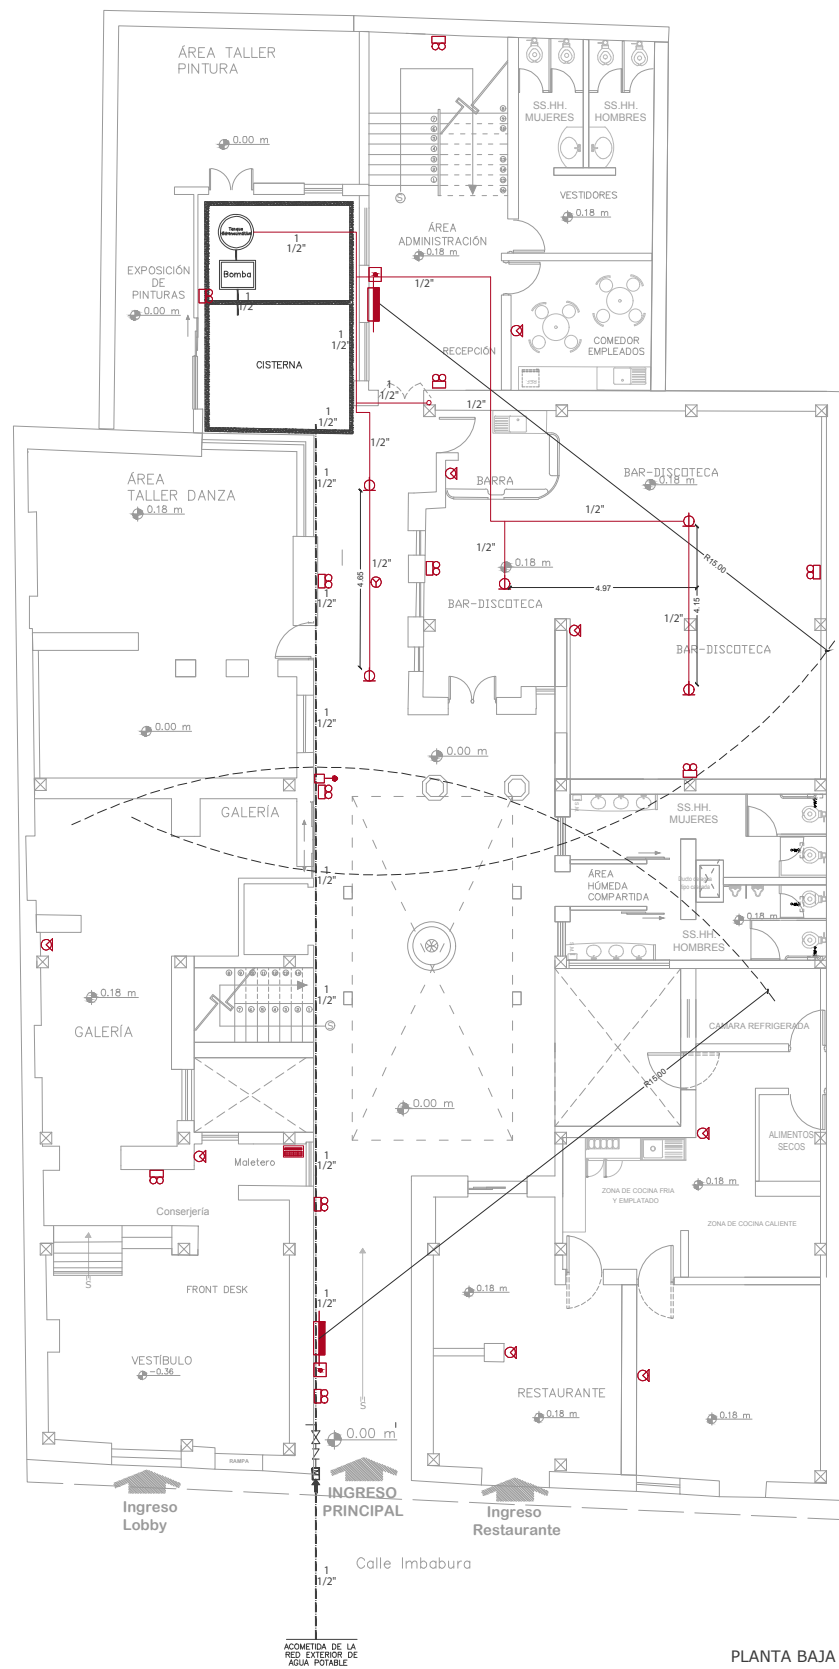 ÁREA TALLER
PINTURA
0.00 m
SS.HH.
MUJERES
SS.HH.
HOMBRES
VESTIDORES
0.18 m
ÁREA
ADMINISTRACIÓN
0.18 m
S
1
1/2"
Bomba
1
1/2"
EXPOSICIÓN
DE
PINTURAS
0.00 m
1/2"
1/2"
COMEDOR
EMPLEADOS
RECEPCIÓN
1
1/2"
CISTERNA
1
1/2"
1
1/2"
1/2"
1/2"
BARRA
BAR-DISCOTECA
0.18 m
ÁREA
TALLER DANZA
0.18 m
1
1/2"
1/2"
1/2"
R15.00
0.18 m
4.65
1/2"
4.97
1
1/2"
BAR-DISCOTECA
4.15
1/2"
BAR-DISCOTECA
0.00 m
1
1/2"
0.00 m
GALERÍA
SS.HH.
MUJERES
1
1/2"
ÁREA
HÚMEDA
COMPARTIDA
0.18 m
SS.HH.
HOMBRES
0.18 m
1
1/2"
GALERÍA
S
CAMARA REFRIGERADA
R15.00
0.00 m
ALIMENTOS
SECOS
Maletero
1
1/2"
0.18 m
ZONA DE COCINA FRIA
Y EMPLATADO
Conserjería
ZONA DE COCINA CALIENTE
S
FRONT DESK
1
1/2"
0.18 m
VESTÍBULO
-0.36
RESTAURANTE
S
0.18 m
0.18 m
0.00 m
RAMPA
INGRESO
PRINCIPAL
Ingreso
Lobby
Ingreso
Restaurante
Calle Imbabura
1
1/2"
ACOMETIDA DE LA
RED EXTERIOR DE
AGUA POTABLE
PLANTA BAJA